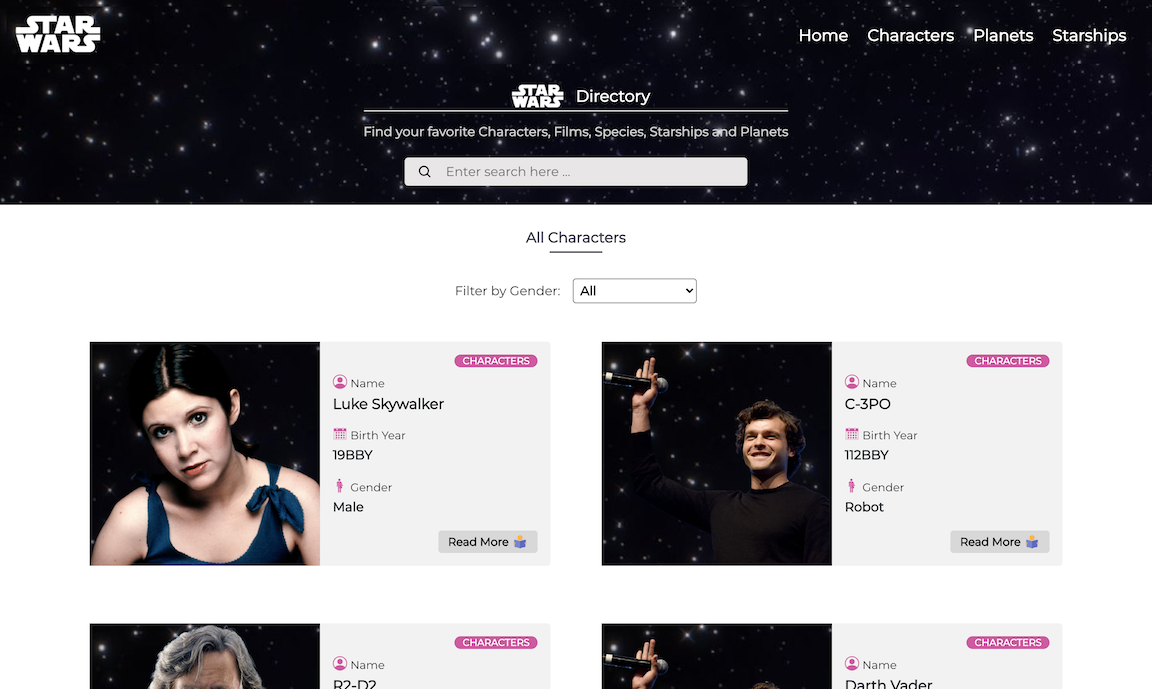 STAR
WARS
Home Characters Planets Starships
STAR
WARS
Directory
Find your favorite Characters, Films, Species, Starships and Planets
Enter search here ...
All Characters
Filter by Gender: All
CHARACTERS
Name
Luke Skywalker
Birth Year
19BBY
Gender
Male
Read More
CHARACTERS
Name
C-3PO
Birth Year
112BBY
Gender
Robot
Read More
CHARACTERS
Name
R2-D2
CHARACTERS
Name
Darth Vader